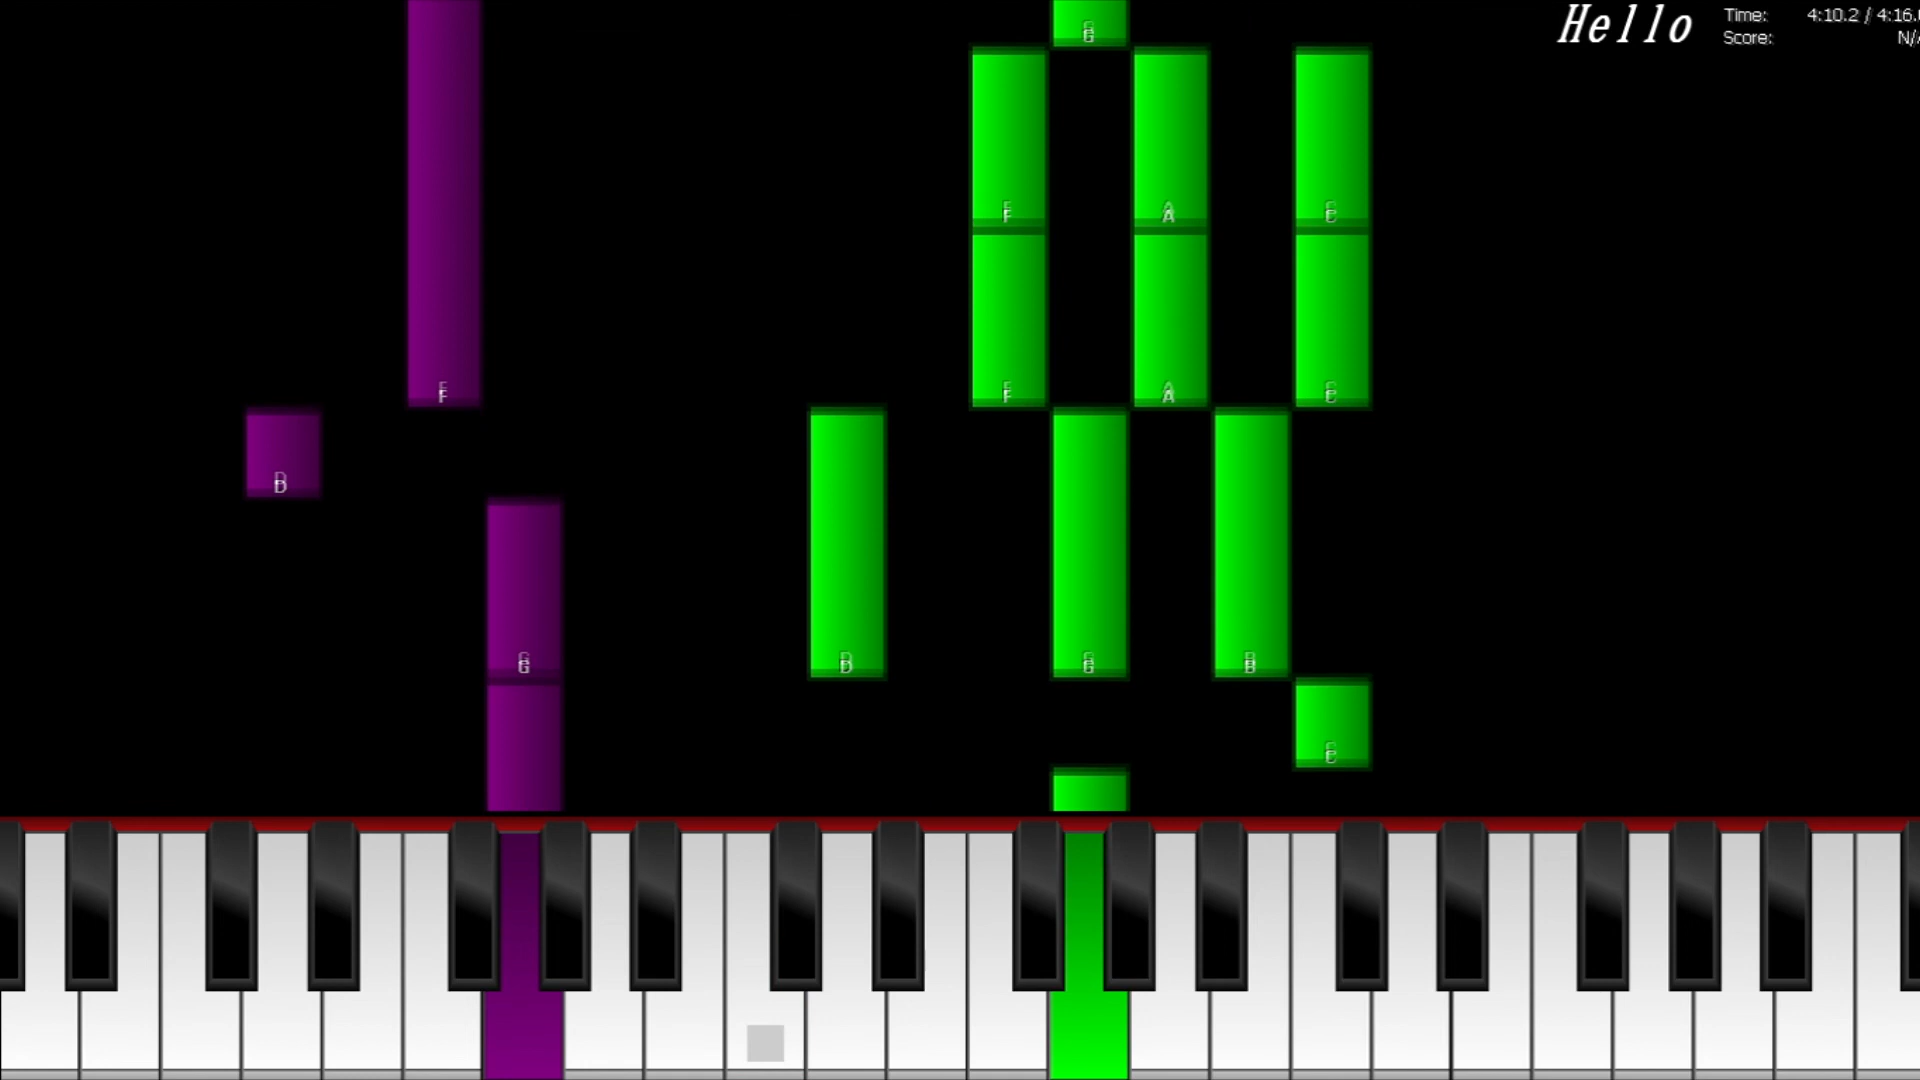 Hello
Time: 4:10.2 / 4:16.
Score: N/
G
F A C
F
F A C
D
G D G B
C